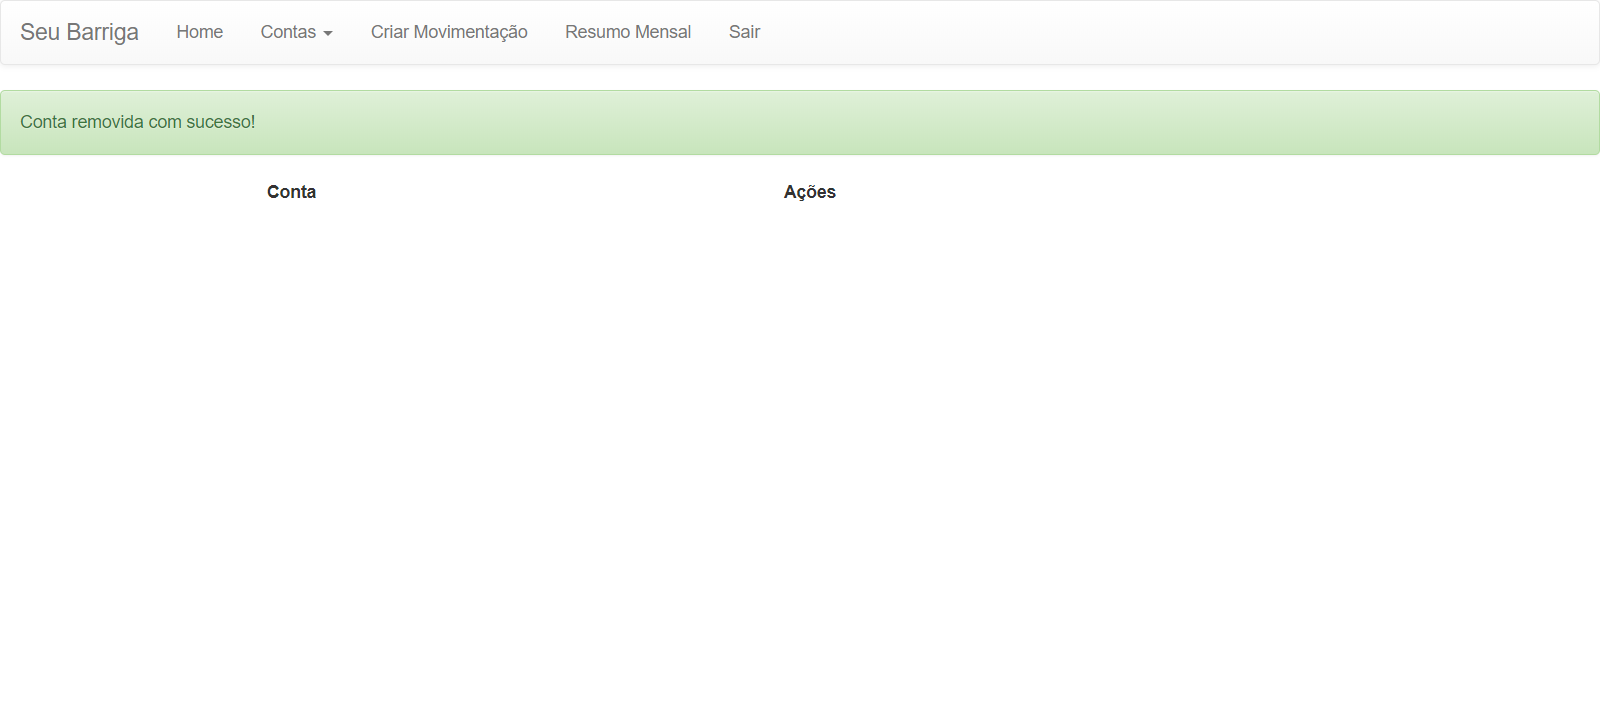 Seu Barriga Home Contas Criar Movimentação Resumo Mensal Sair
Conta removida com sucesso!
Conta Ações